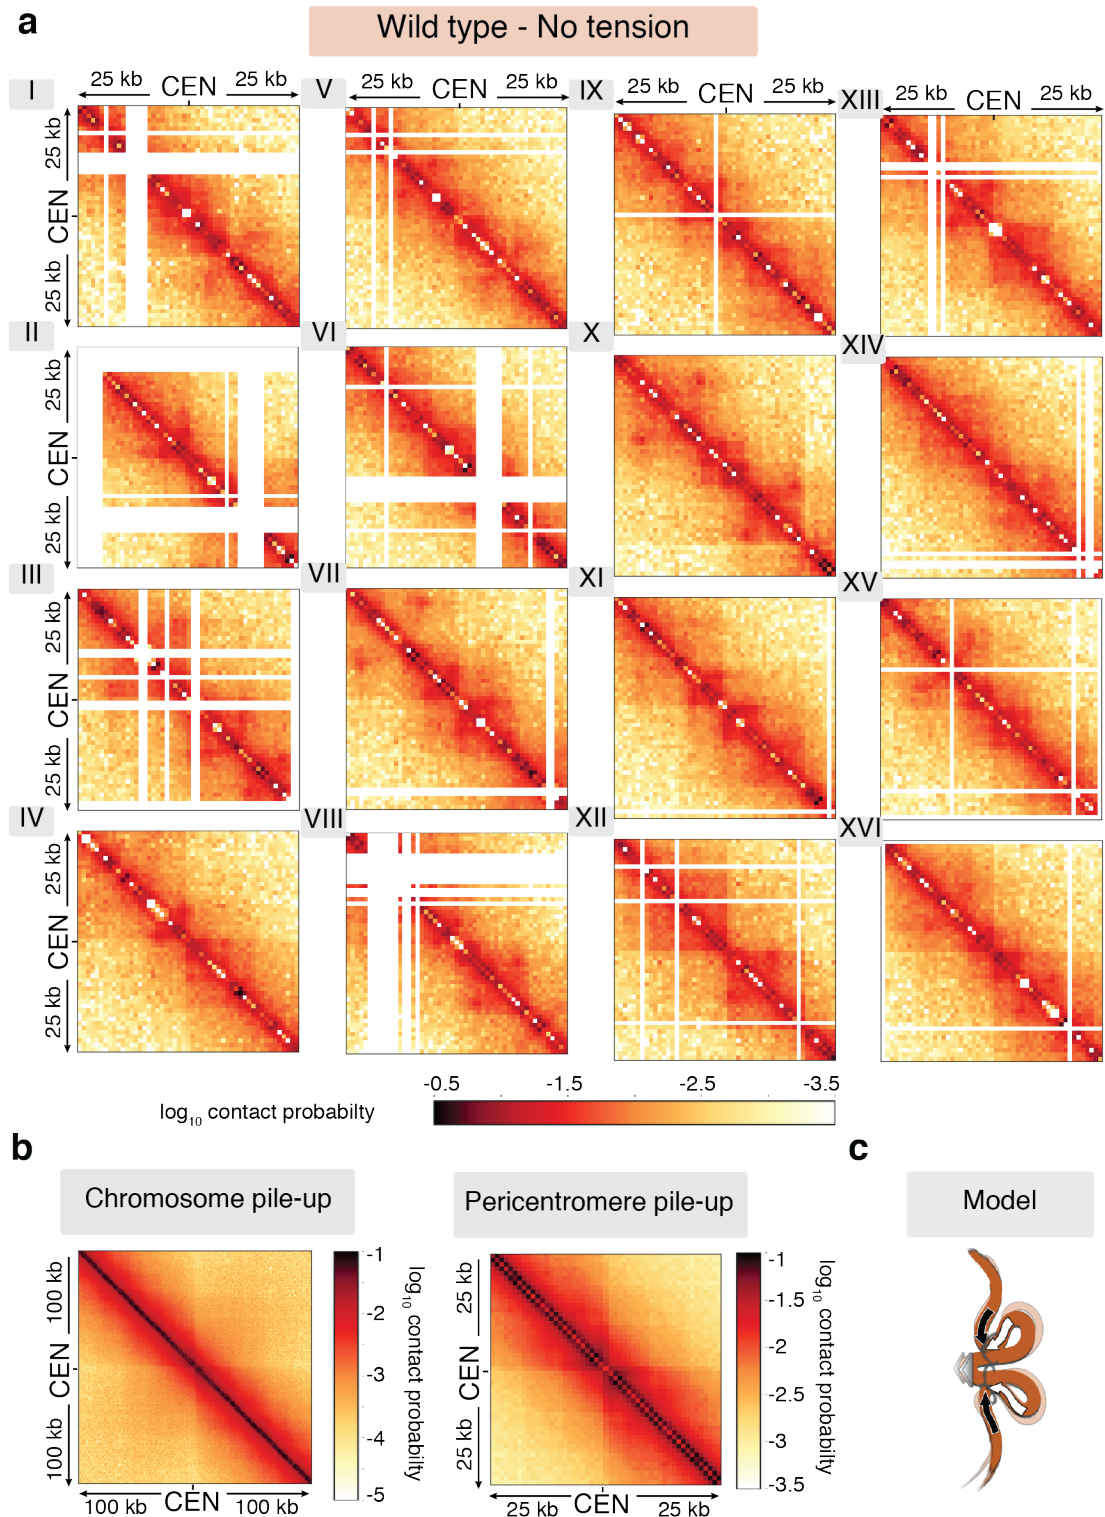 a
Wild type - No tension
I
25 kb CEN 25 kb
V
25 kb CEN 25 kb
IX
25 kb CEN 25 kb
XIII
25 kb CEN 25 kb
25 kb
CEN
25 kb
II
VI
X
XIV
25 kb
CEN
25 kb
III
VII
XI
XV
25 kb
CEN
25 kb
IV
VIII
XII
XVI
25 kb
CEN
25 kb
-0.5 -1.5 -2.5 -3.5
log10 contact probabilty
b
c
Chromosome pile-up
Pericentromere pile-up
Model
100 kb
CEN
100 kb
100 kb CEN 100 kb
-1
-2
-3
-4
-5
log10 contact probabilty
25 kb
CEN
25 kb
25 kb CEN 25 kb
-1
-1.5
-2
-2.5
-3
-3.5
log10 contact probabilty